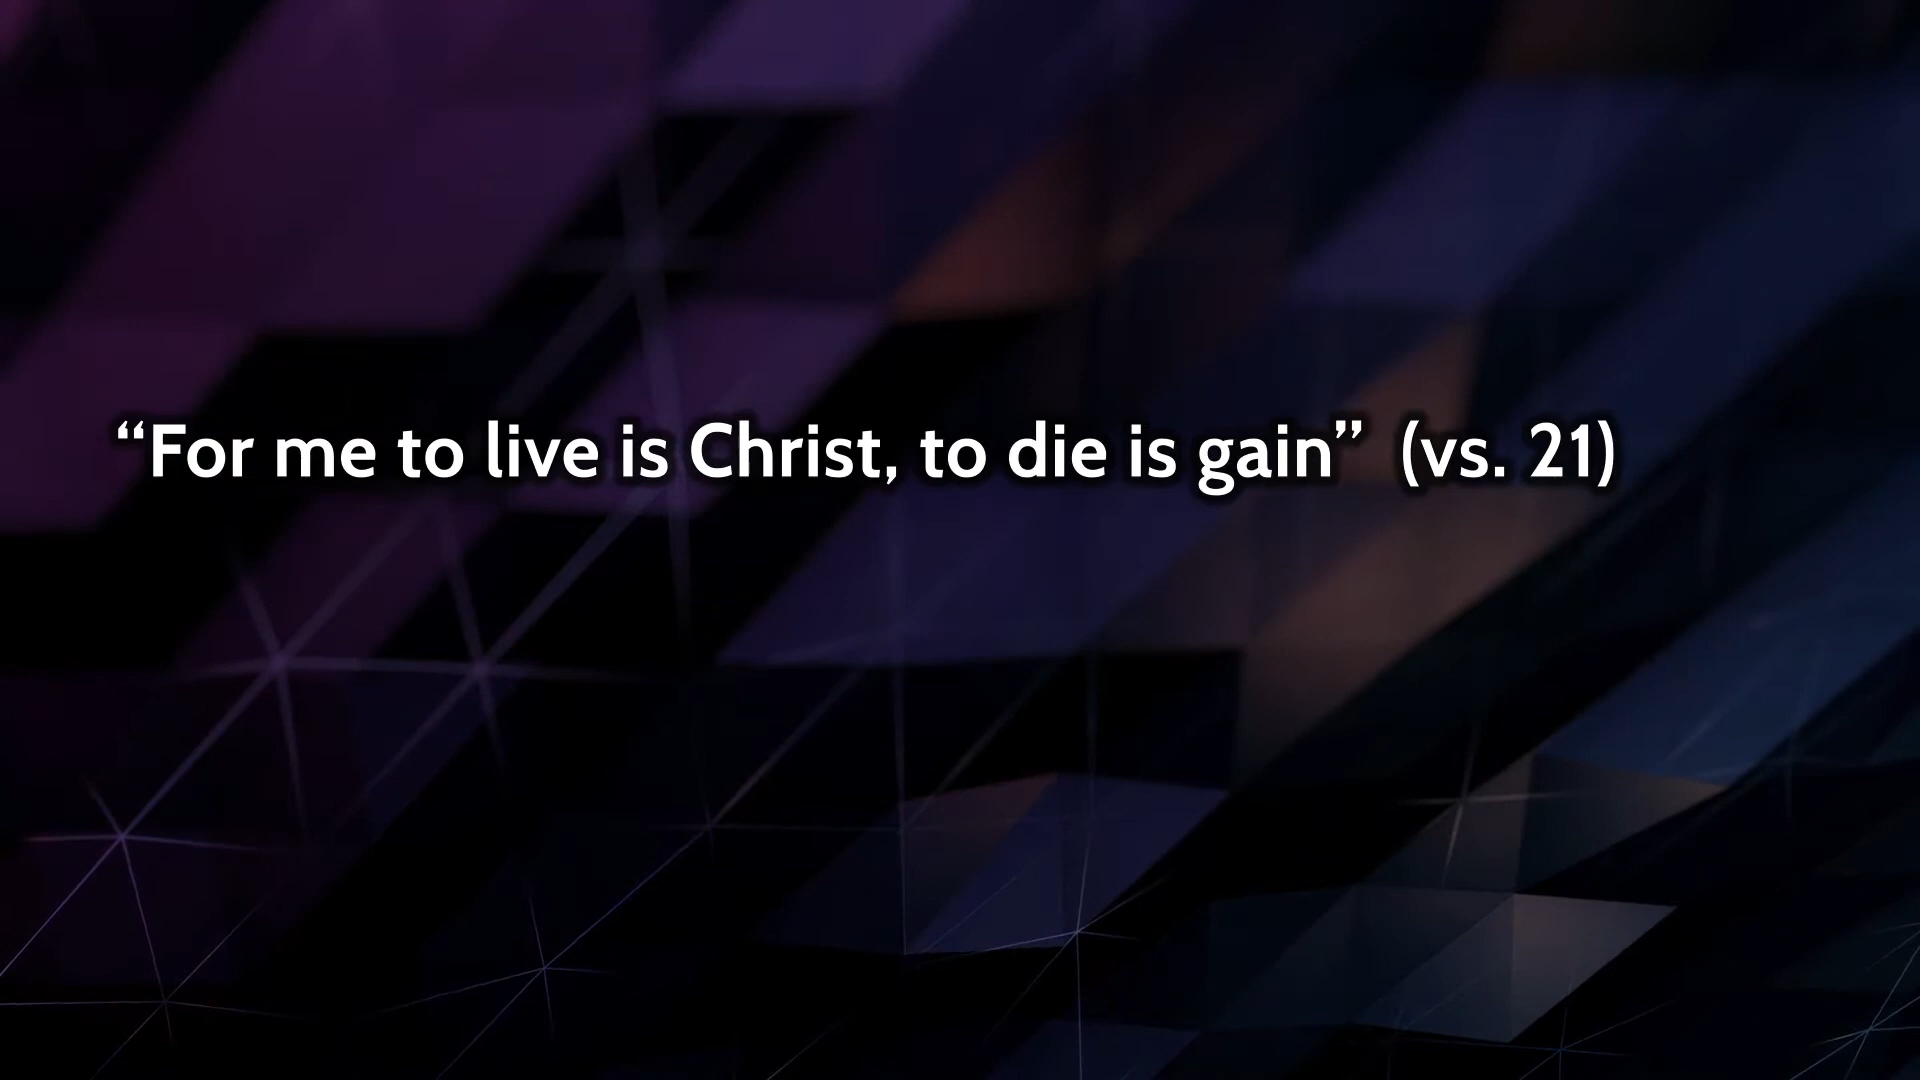 “For me to live is Christ, to die is gain” (vs. 21)